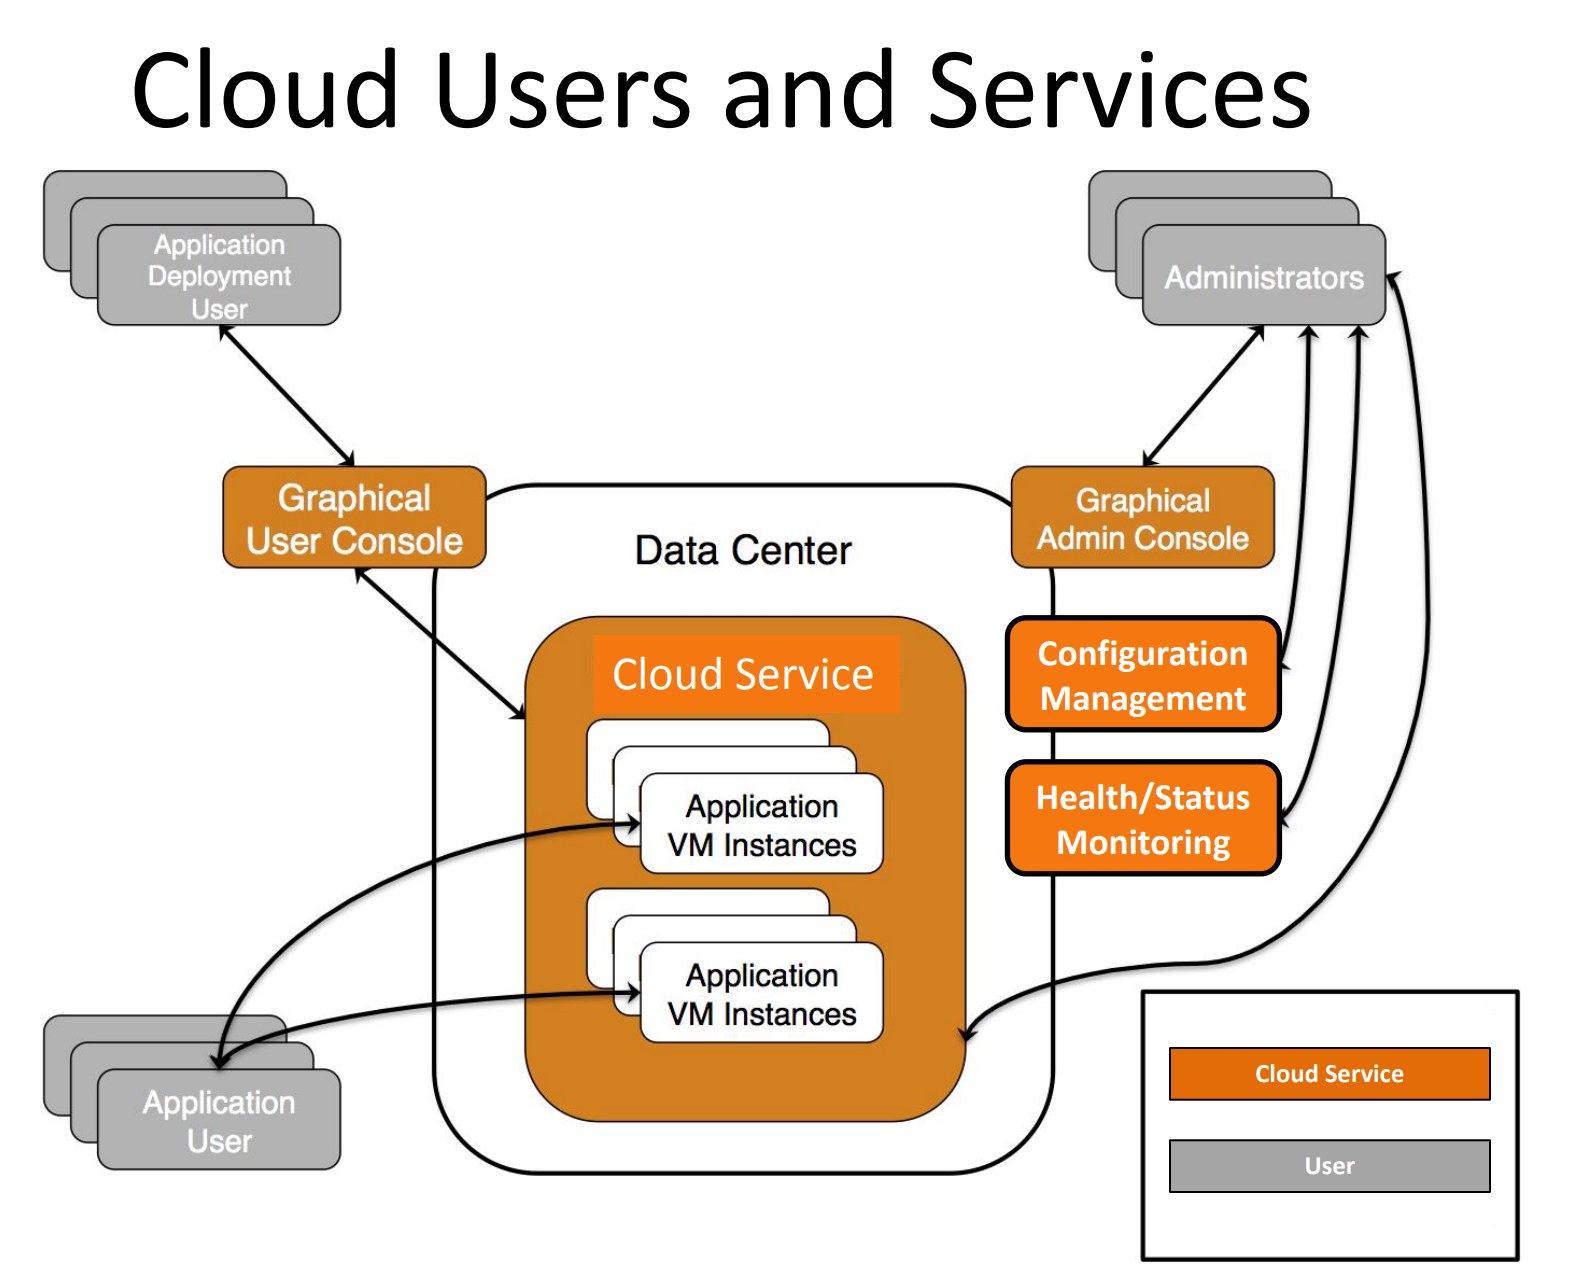 Cloud Users and Services
Application
Deployment
User
Administrators
Graphical
User Console
Graphical
Admin Console
Data Center
Cloud Service
Configuration
Management
Application
VM Instances
Health/Status
Monitoring
Application
VM Instances
Application
User
Cloud Service
User